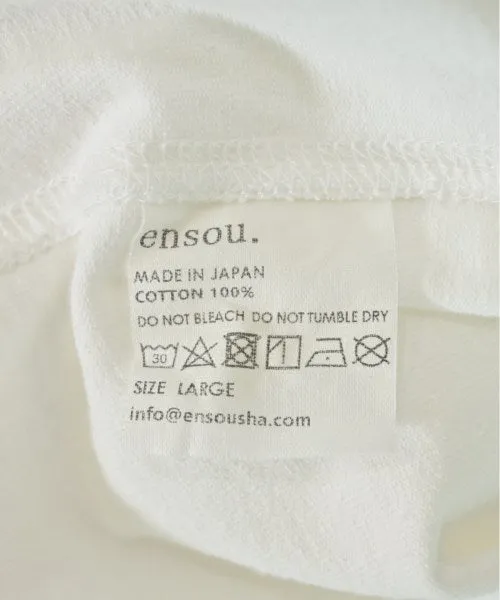 ensou.
MADE IN JAPAN
COTTON 100%
DO NOT BLEACH DO NOT TUMBLE DRY
30
SIZE LARGE
info@ensousha.com